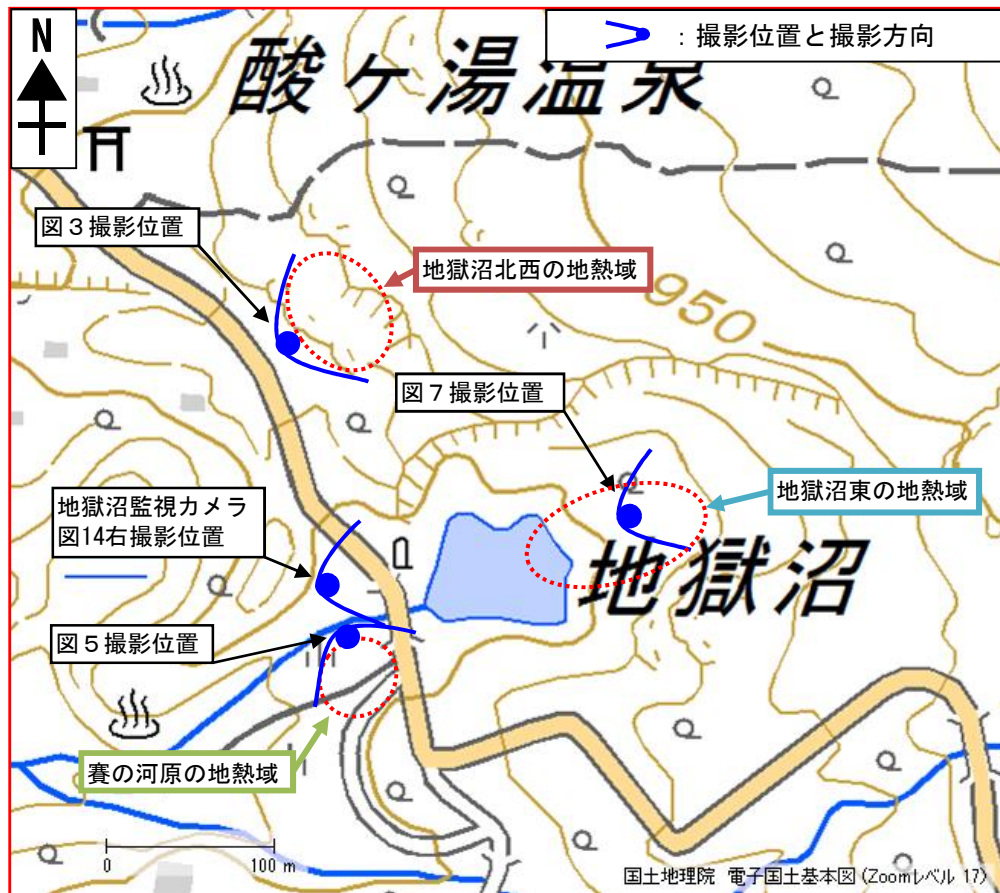 N
：撮影位置と撮影方向
酸ヶ湯温泉
図３撮影位置
地獄沼北西の地熱域
950
図７撮影位置
地獄沼東の地熱域
地獄沼監視カメラ
図14右撮影位置
地獄沼
図５撮影位置
賽の河原の地熱域
0 100 m
国土地理院 電子国土基本図 (Zoomレベル 17)